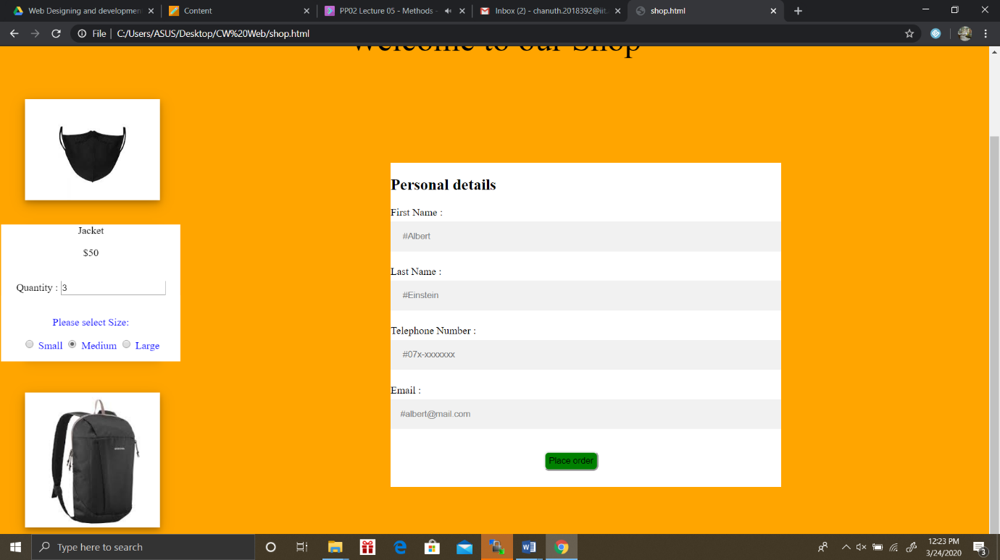 Web Designing and developmen
Content
PP02 Lecture 05 - Methods -
Inbox (2) - chanuth.2018392@iit.
shop.html
File | C:/Users/ASUS/Desktop/CW%20Web/shop.html
Welcome to our Shop
Personal details
First Name :
#Albert
Last Name :
#Einstein
Telephone Number :
#07x-xxxxxxx
Email :
#albert@mail.com
Place order
Jacket
$50
Quantity : 3
Please select Size:
Small Medium Large
Type here to search
12:23 PM
3/24/2020
3